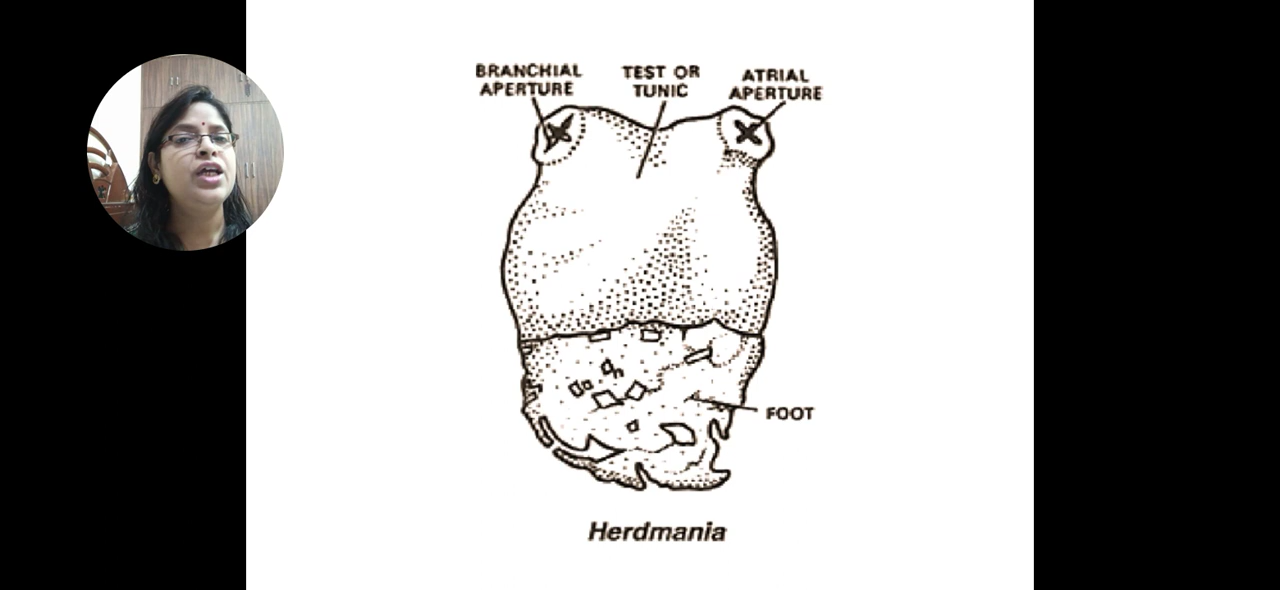 BRANCHIAL
APERTURE
TEST OR
TUNIC
ATRIAL
APERTURE
FOOT
Herdmania